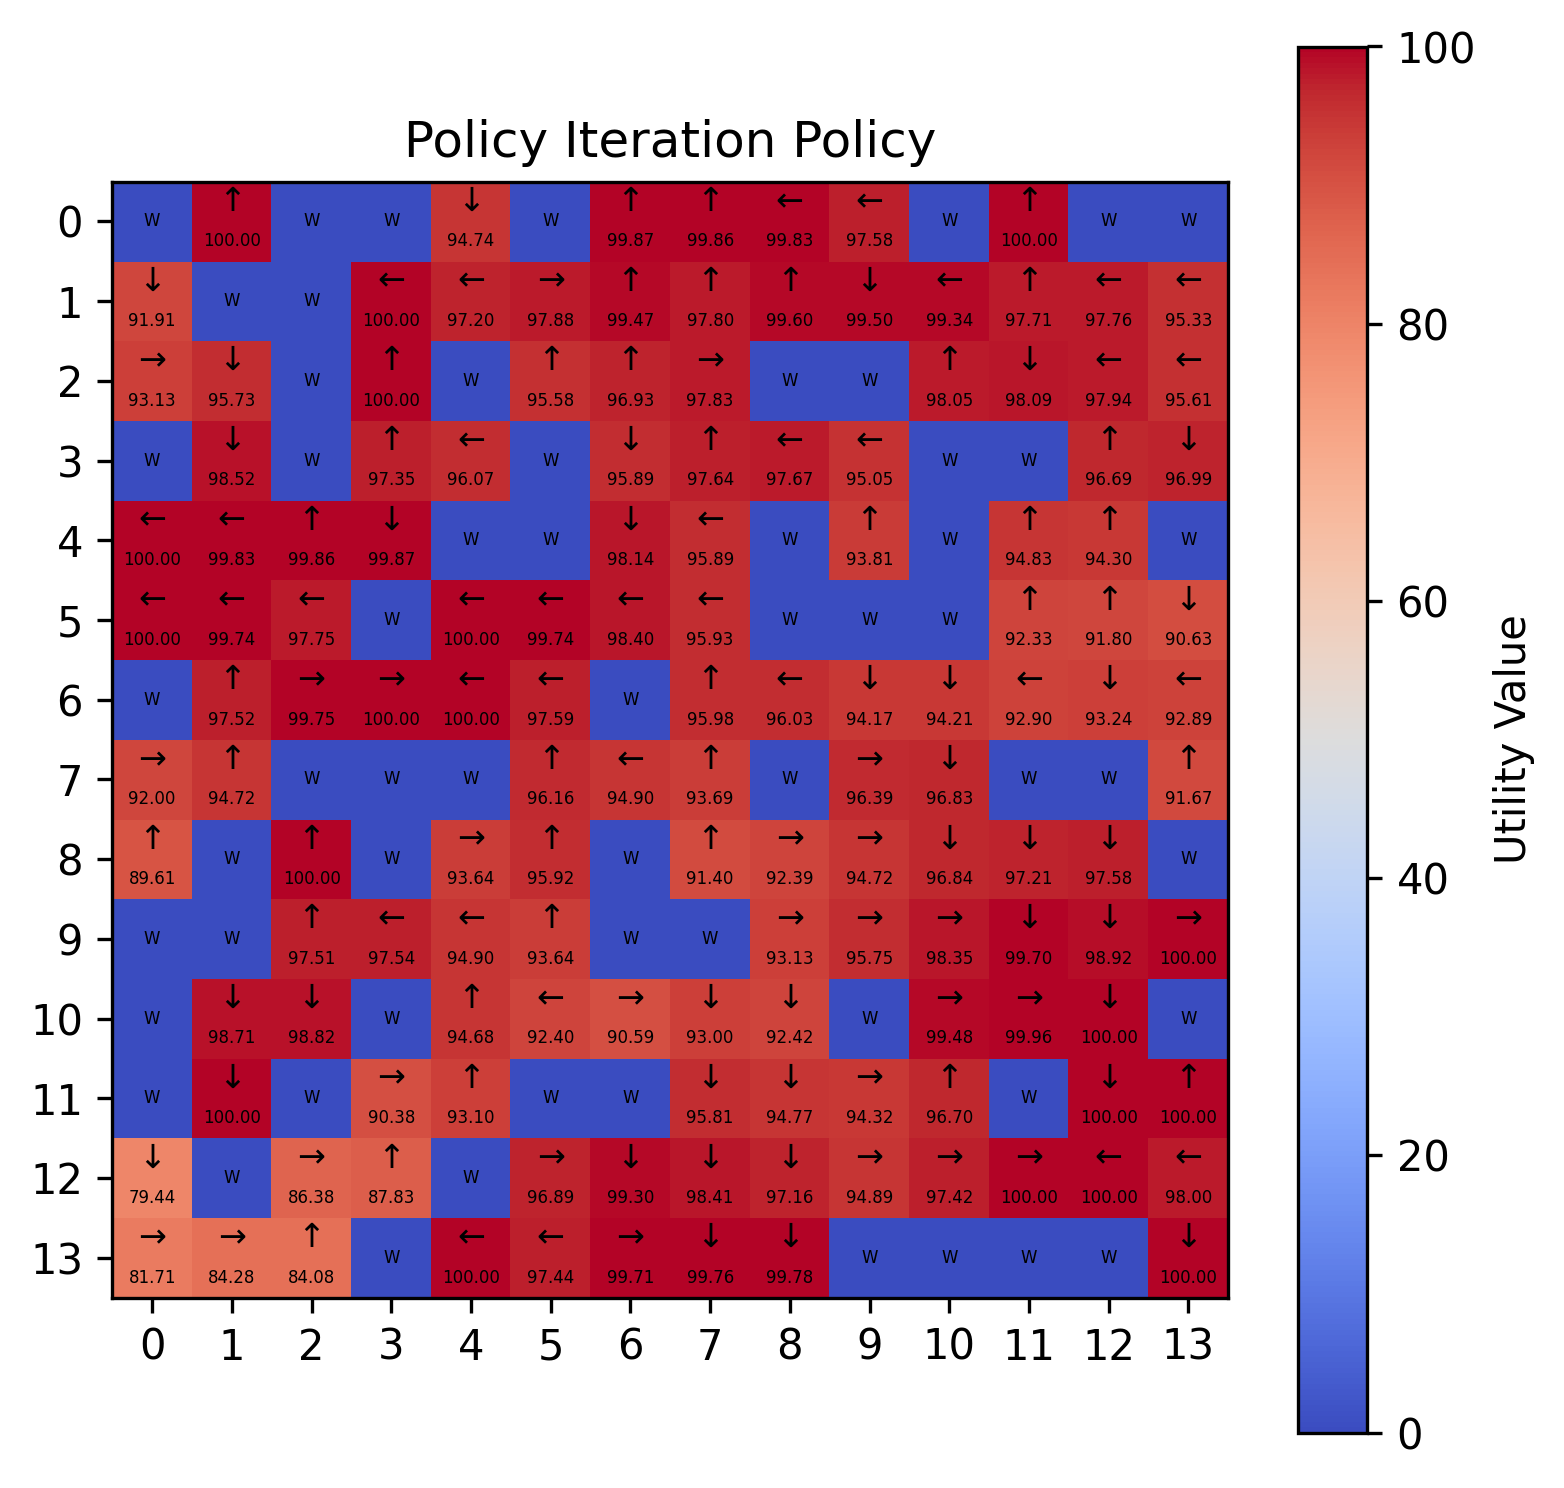 Policy Iteration Policy
0 W ↑ W W ↓ W ↑ ↑ ← ← W ↑ W W
100.00 94.74 99.87 99.86 99.83 97.58 100.00
1 ↓ W W ← ← → ↑ ↑ ↑ ↓ ← ↑ ← ←
91.91 100.00 97.20 97.88 99.47 97.80 99.60 99.50 99.34 97.71 97.76 95.33
2 → ↓ W ↑ W ↑ ↑ → W W ↑ ↓ ← ←
93.13 95.73 100.00 95.58 96.93 97.83 98.05 98.09 97.94 95.61
3 W ↓ W ↑ ← W ↓ ↑ ← ← W W ↑ ↓
98.52 97.35 96.07 95.89 97.64 97.67 95.05 96.69 96.99
4 ← ← ↑ ↓ W W ↓ ← W ↑ W ↑ ↑ W
100.00 99.83 99.86 99.87 98.14 95.89 93.81 94.83 94.30
5 ← ← ← W ← ← ← ← W W W ↑ ↑ ↓
100.00 99.74 97.75 100.00 99.74 98.40 95.93 92.33 91.80 90.63
6 W ↑ → → ← ← W ↑ ← ↓ ↓ ← ↓ ←
97.52 99.75 100.00 100.00 97.59 95.98 96.03 94.17 94.21 92.90 93.24 92.89
7 → ↑ W W W ↑ ← ↑ W → ↓ W W ↑
92.00 94.72 96.16 94.90 93.69 96.39 96.83 91.67
8 ↑ W ↑ W → ↑ W ↑ → → ↓ ↓ ↓ W
89.61 100.00 93.64 95.92 91.40 92.39 94.72 96.84 97.21 97.58
9 W W ↑ ← ← ↑ W W → → → ↓ ↓ →
97.51 97.54 94.90 93.64 93.13 95.75 98.35 99.70 98.92 100.00
10 W ↓ ↓ W ↑ ← → ↓ ↓ W → → ↓ W
98.71 98.82 94.68 92.40 90.59 93.00 92.42 99.48 99.96 100.00
11 W ↓ W → ↑ W W ↓ ↓ → ↑ W ↓ ↑
100.00 90.38 93.10 95.81 94.77 94.32 96.70 100.00 100.00
12 ↓ W → ↑ W → ↓ ↓ ↓ → → → ← ←
79.44 86.38 87.83 96.89 99.30 98.41 97.16 94.89 97.42 100.00 100.00 98.00
13 → → ↑ W ← ← → ↓ ↓ W W W W ↓
81.71 84.28 84.08 100.00 97.44 99.71 99.76 99.78 100.00
0 1 2 3 4 5 6 7 8 9 10 11 12 13
100
80
60
40
20
0
Utility Value